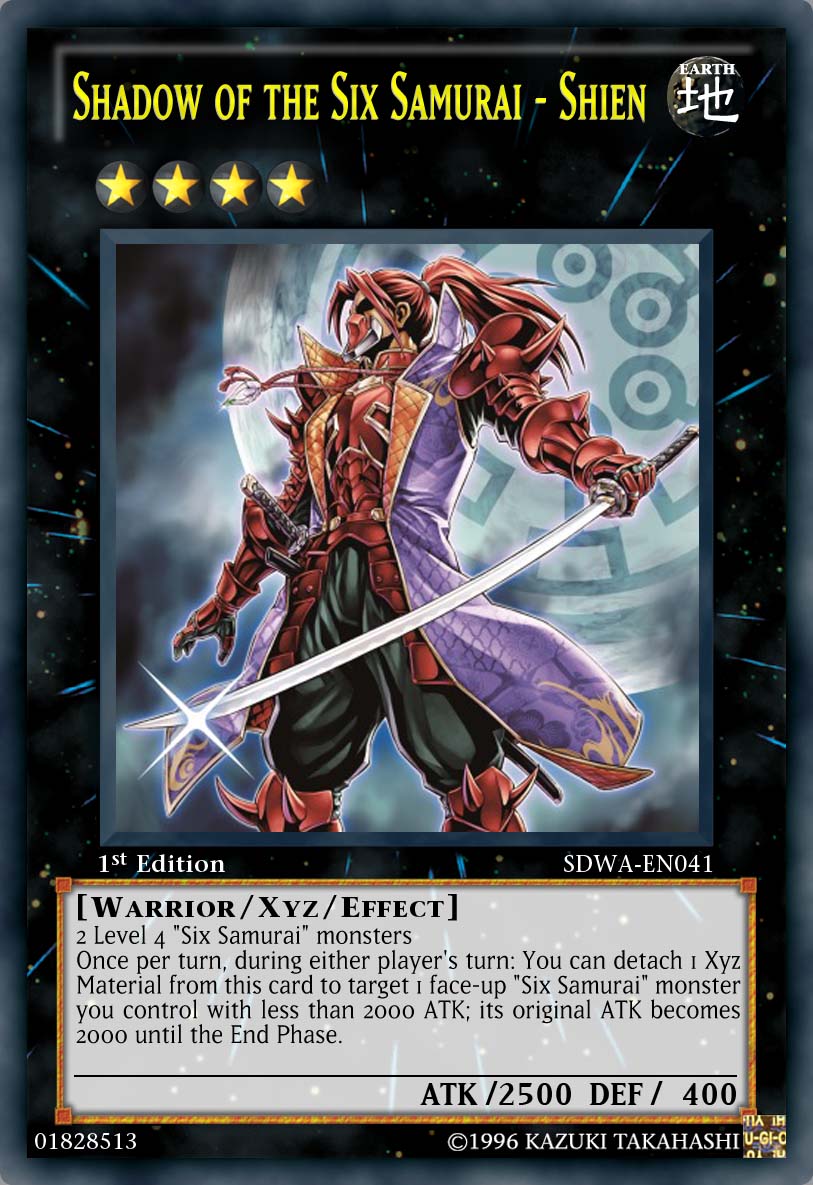 Shadow of the Six Samurai - Shien
EARTH
地
1st Edition
SDWA-EN041
[Warrior/Xyz/Effect]
2 Level 4 "Six Samurai" monsters
Once per turn, during either player's turn: You can detach 1 Xyz
Material from this card to target 1 face-up "Six Samurai" monster
you control with less than 2000 ATK; its original ATK becomes
2000 until the End Phase.
ATK /2500 DEF / 400
01828513
©1996 KAZUKI TAKAHASHI